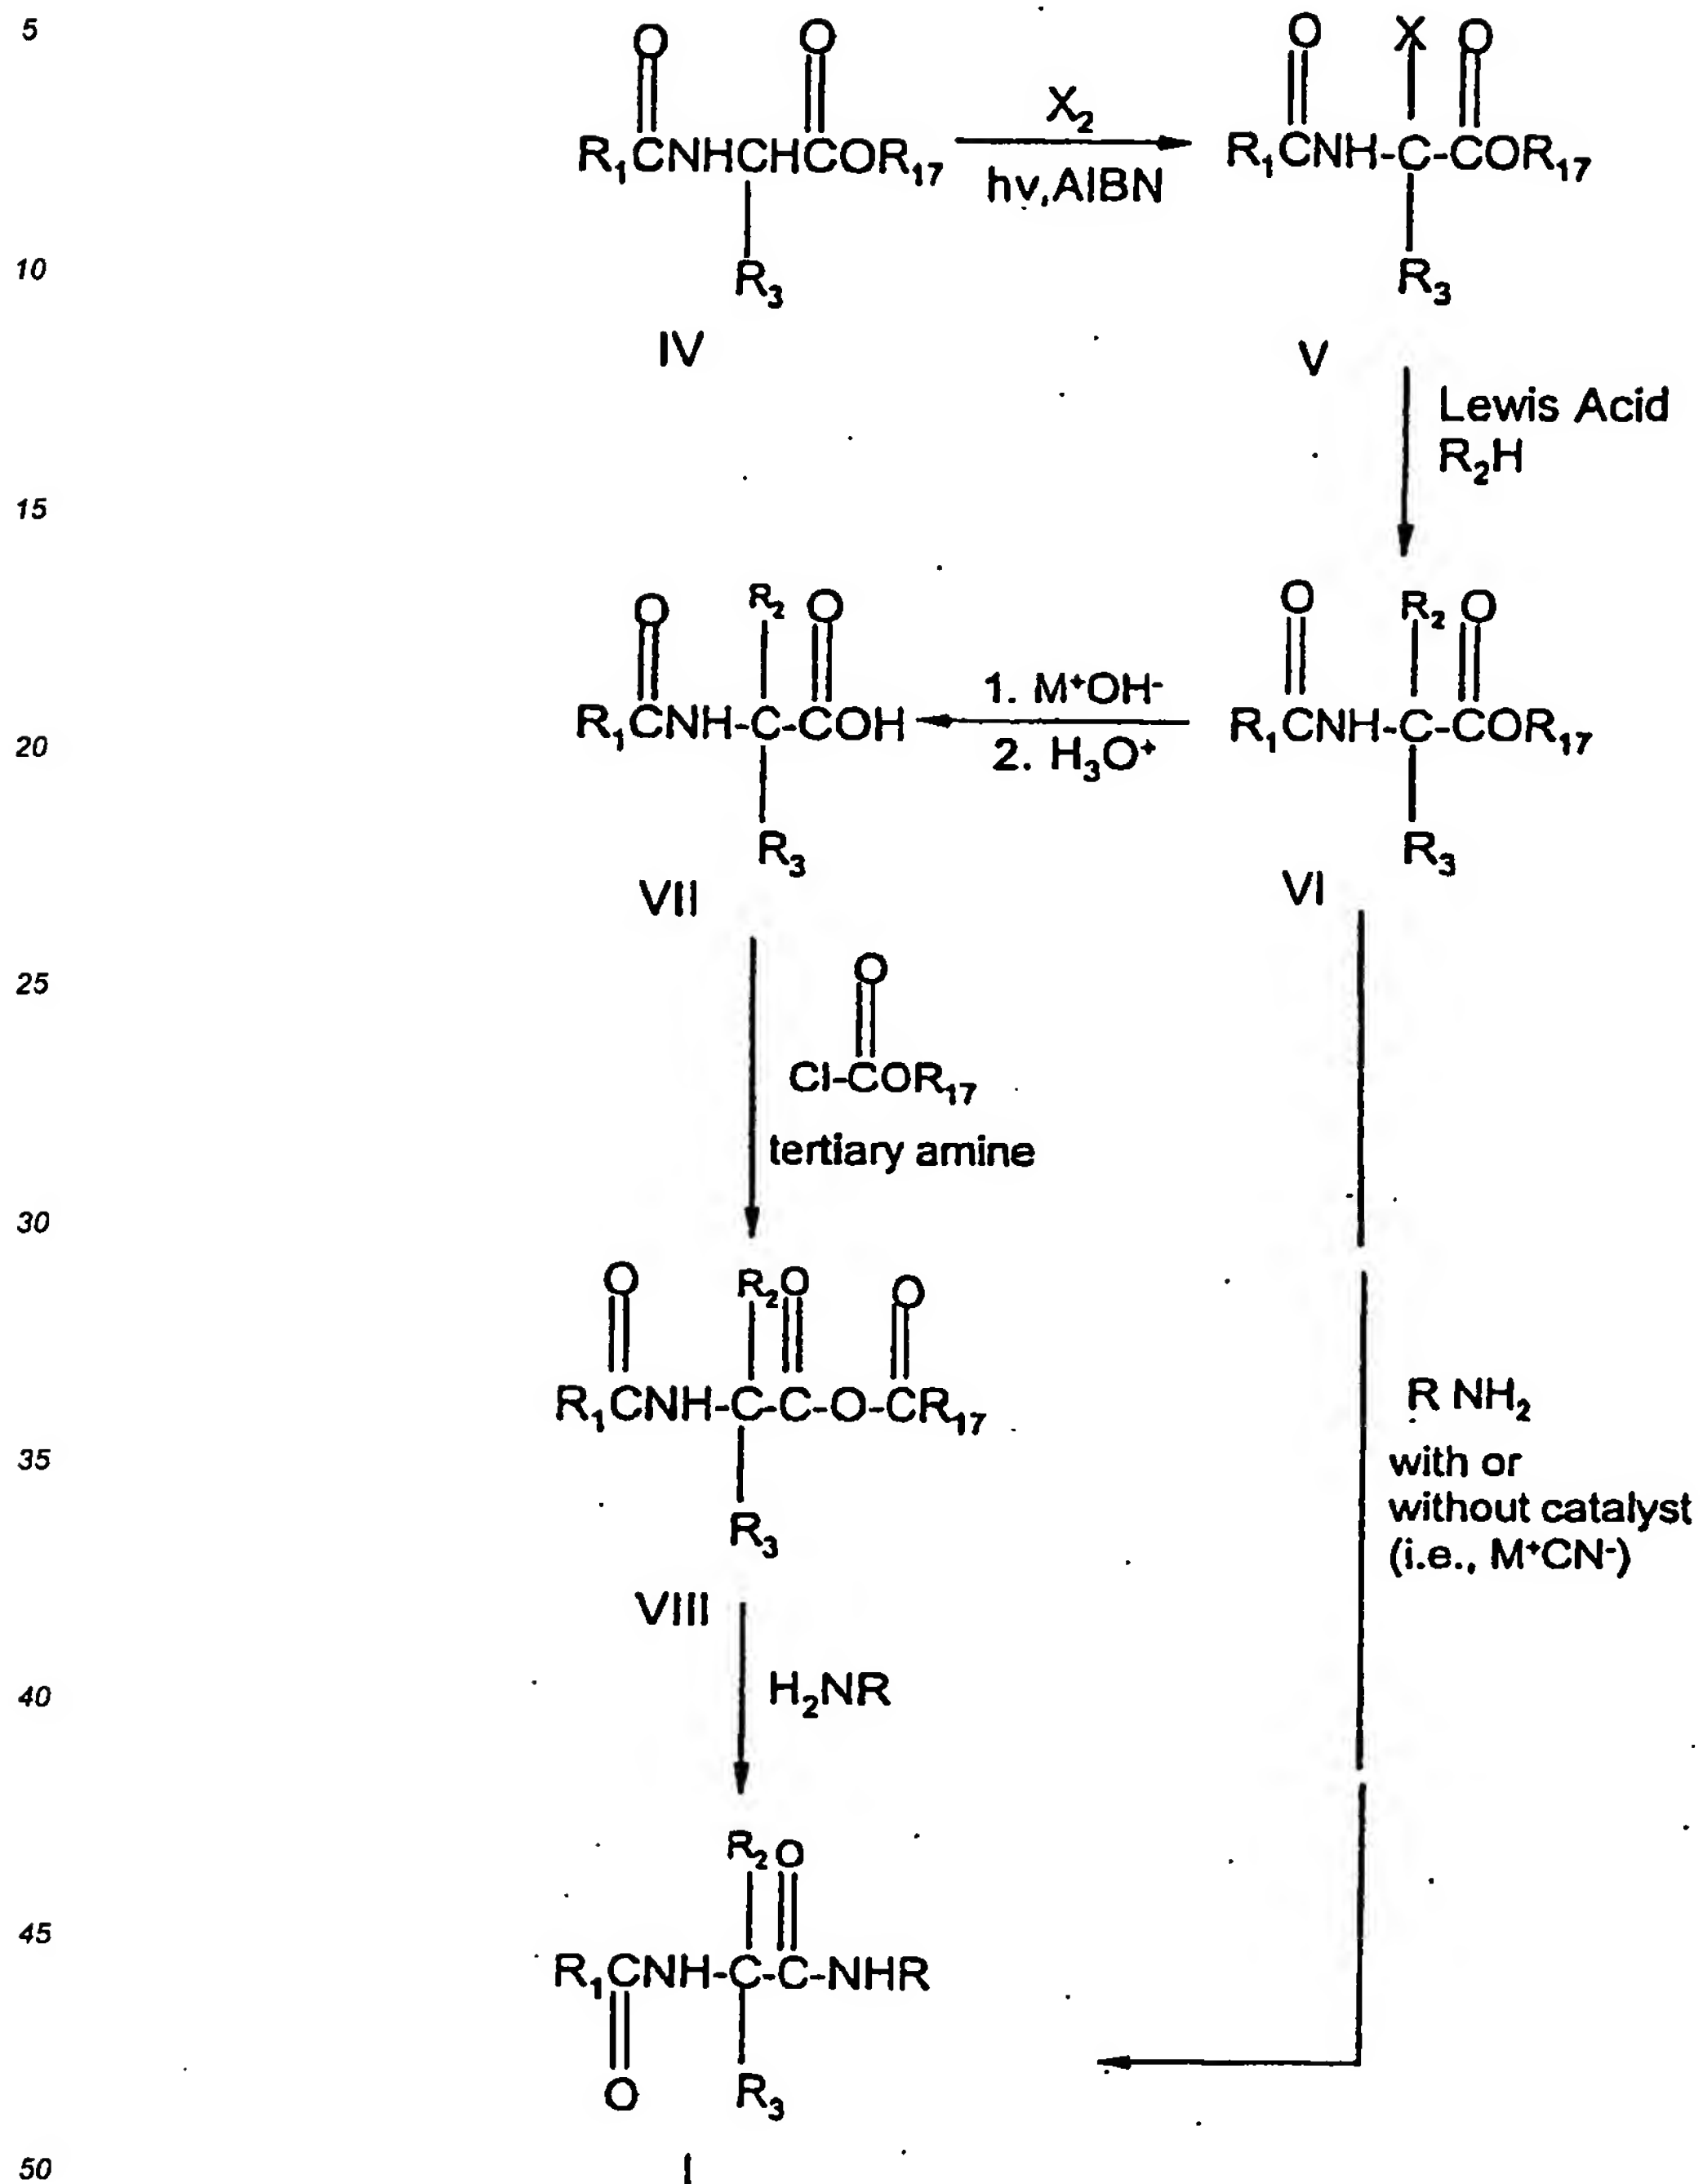 5
O O O X O
R₁CNHCHCOR₁₇ X₂ R₁CNH-C-COR₁₇
hν,AIBN
10
R₃ R₃
IV V
Lewis Acid
R₂H
15
O R₂ O O R₂ O
1. M⁺OH⁻
R₁CNH-C-COH R₁CNH-C-COR₁₇
20
2. H₃O⁺
R₃ R₃
VII VI
25
O
Cl-COR₁₇
tertiary amine
30
O R₂ O O
R₁CNH-C-C-O-CR₁₇ R NH₂
35
with or
without catalyst
R₃
(i.e., M⁺CN⁻)
VIII
40
H₂NR
R₂ O
45
R₁CNH-C-C-NHR
O R₃
50
I